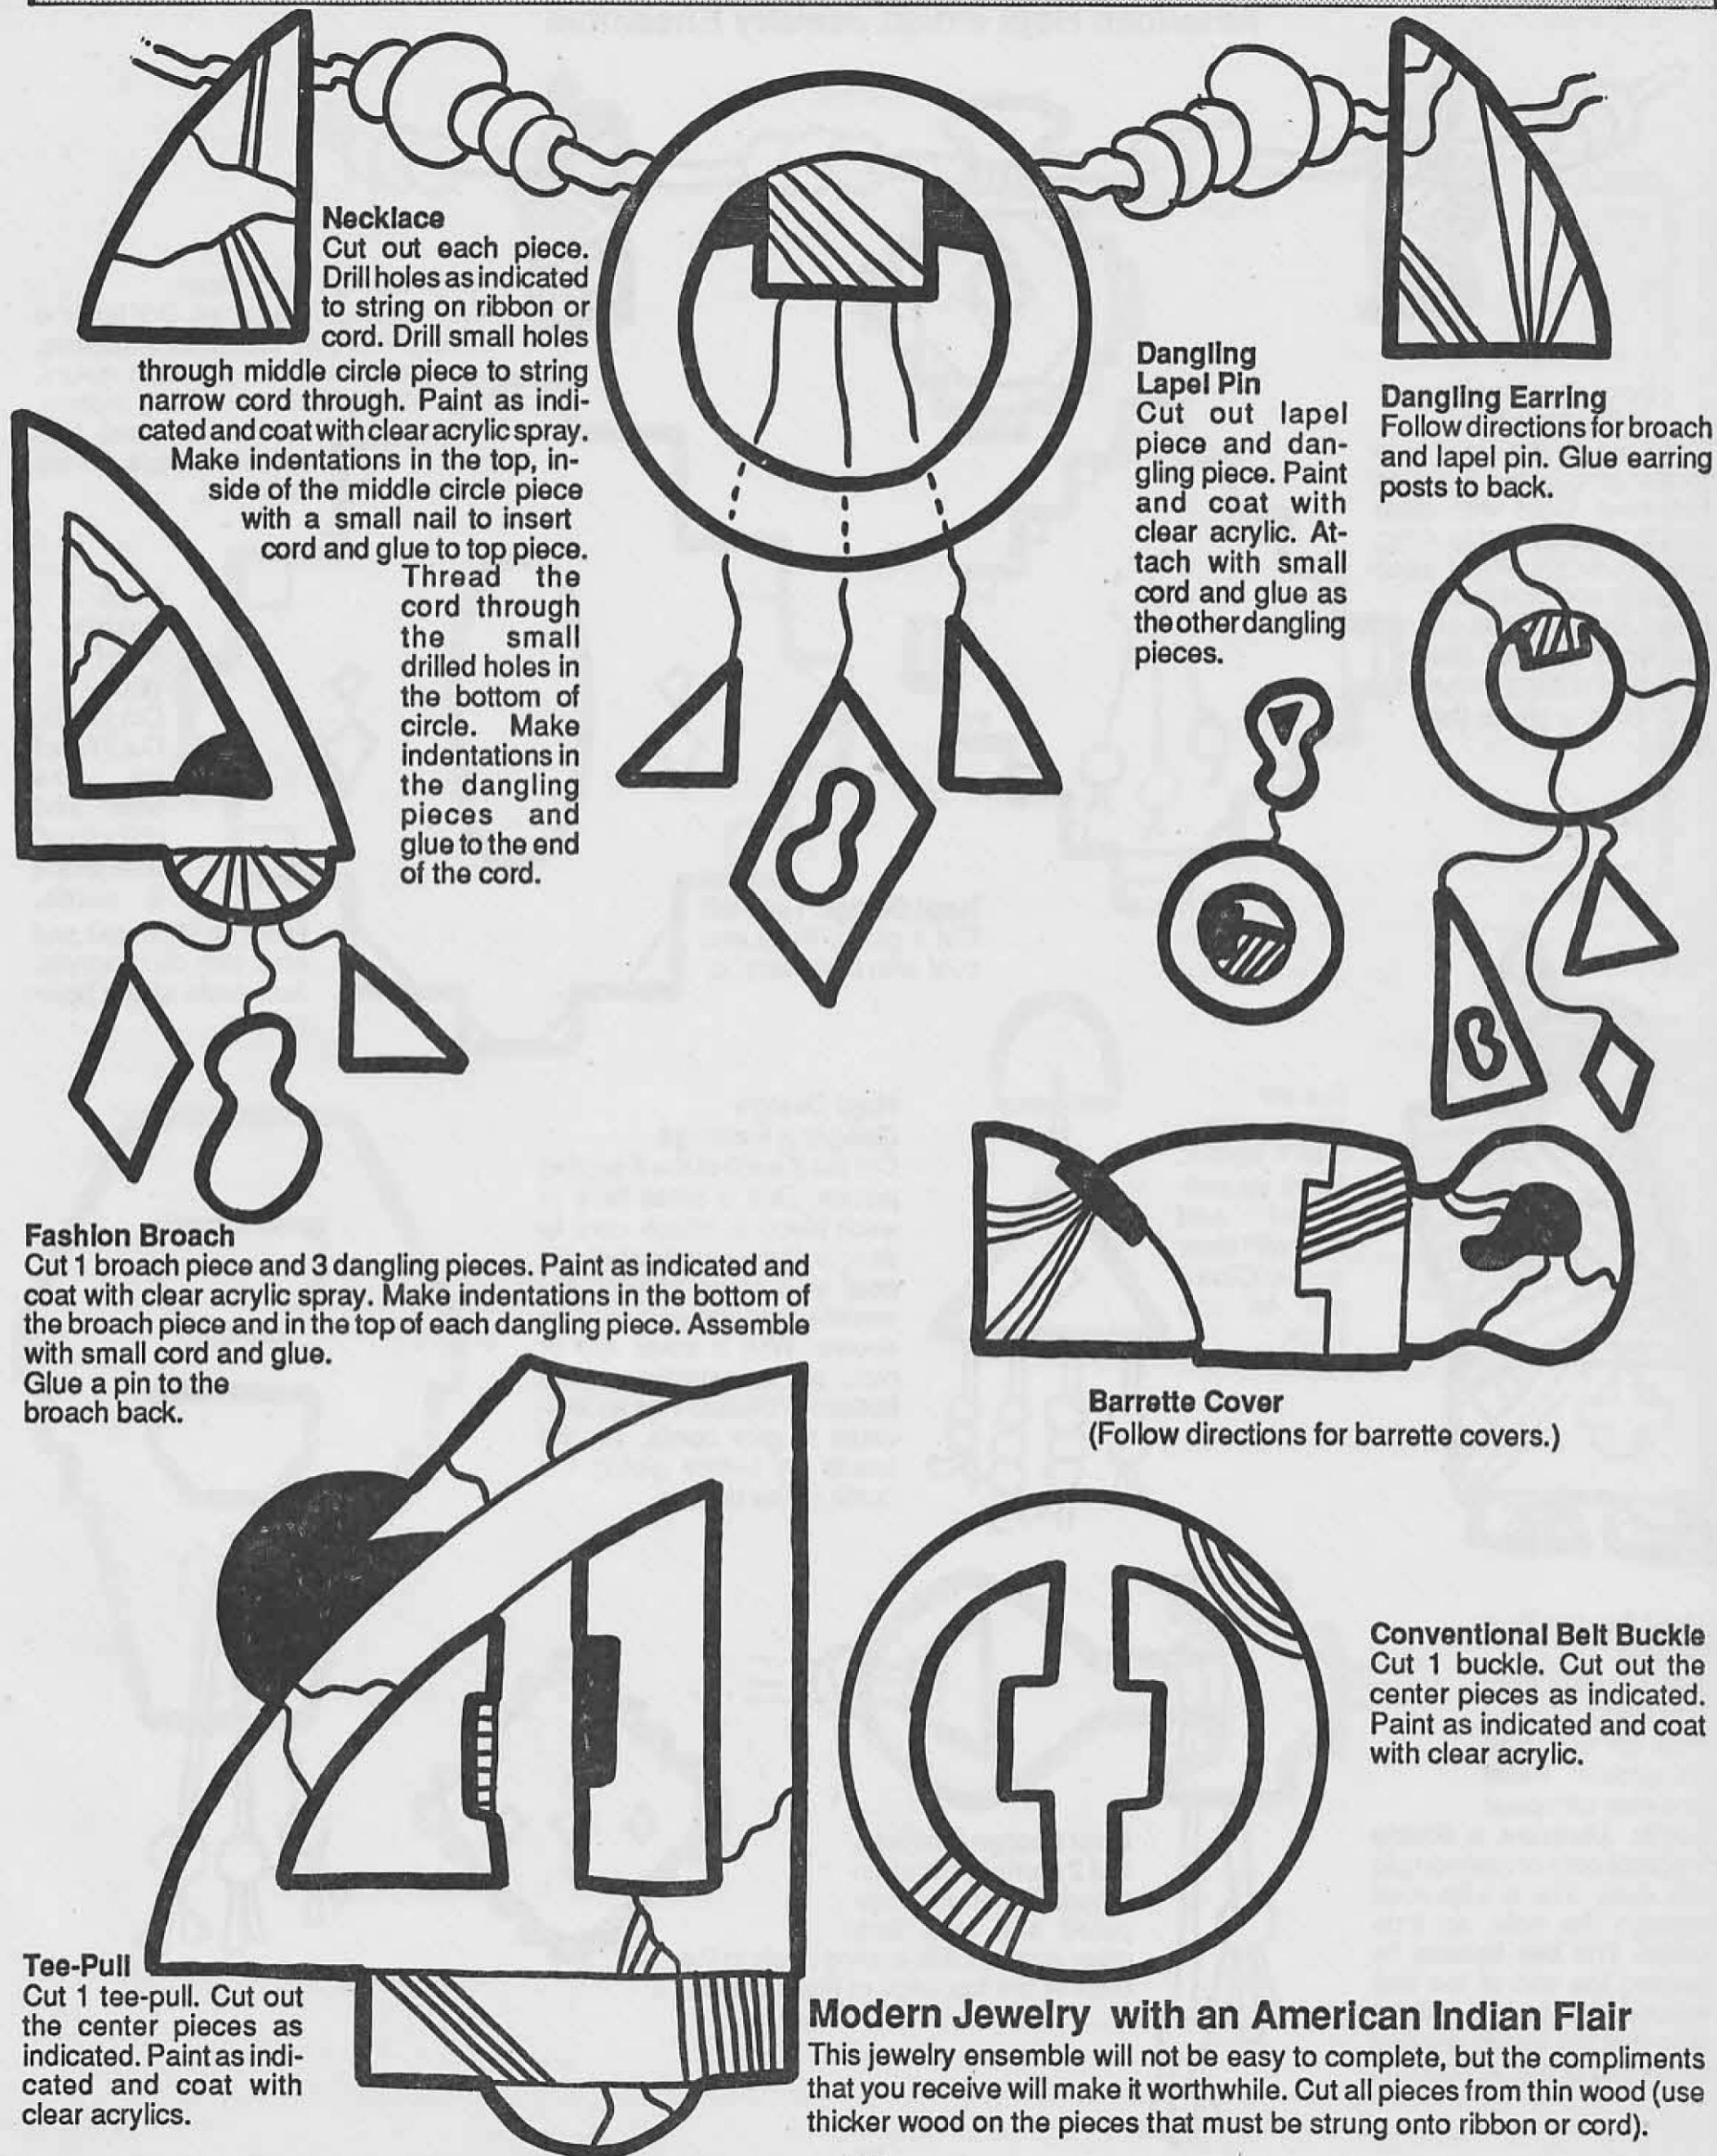 Necklace
Cut out each piece.
Drill holes as indicated
to string on ribbon or
cord. Drill small holes
through middle circle piece to string
narrow cord through. Paint as indi-
cated and coat with clear acrylic spray.
Make indentations in the top, in-
side of the middle circle piece
with a small nail to insert
cord and glue to top piece.
Thread the
cord through
the small
drilled holes in
the bottom of
circle. Make
indentations in
the dangling
pieces and
glue to the end
of the cord.
Dangling
Lapel Pin
Cut out lapel
piece and dan-
gling piece. Paint
and coat with
clear acrylic. At-
tach with small
cord and glue as
the other dangling
pieces.
Dangling Earring
Follow directions for broach
and lapel pin. Glue earring
posts to back.
Fashion Broach
Cut 1 broach piece and 3 dangling pieces. Paint as indicated and
coat with clear acrylic spray. Make indentations in the bottom of
the broach piece and in the top of each dangling piece. Assemble
with small cord and glue.
Glue a pin to the
broach back.
Barrette Cover
(Follow directions for barrette covers.)
Conventional Belt Buckle
Cut 1 buckle. Cut out the
center pieces as indicated.
Paint as indicated and coat
with clear acrylic.
Tee-Pull
Cut 1 tee-pull. Cut out
the center pieces as
indicated. Paint as indi-
cated and coat with
clear acrylics.
Modern Jewelry with an American Indian Flair
This jewelry ensemble will not be easy to complete, but the compliments
that you receive will make it worthwhile. Cut all pieces from thin wood (use
thicker wood on the pieces that must be strung onto ribbon or cord).